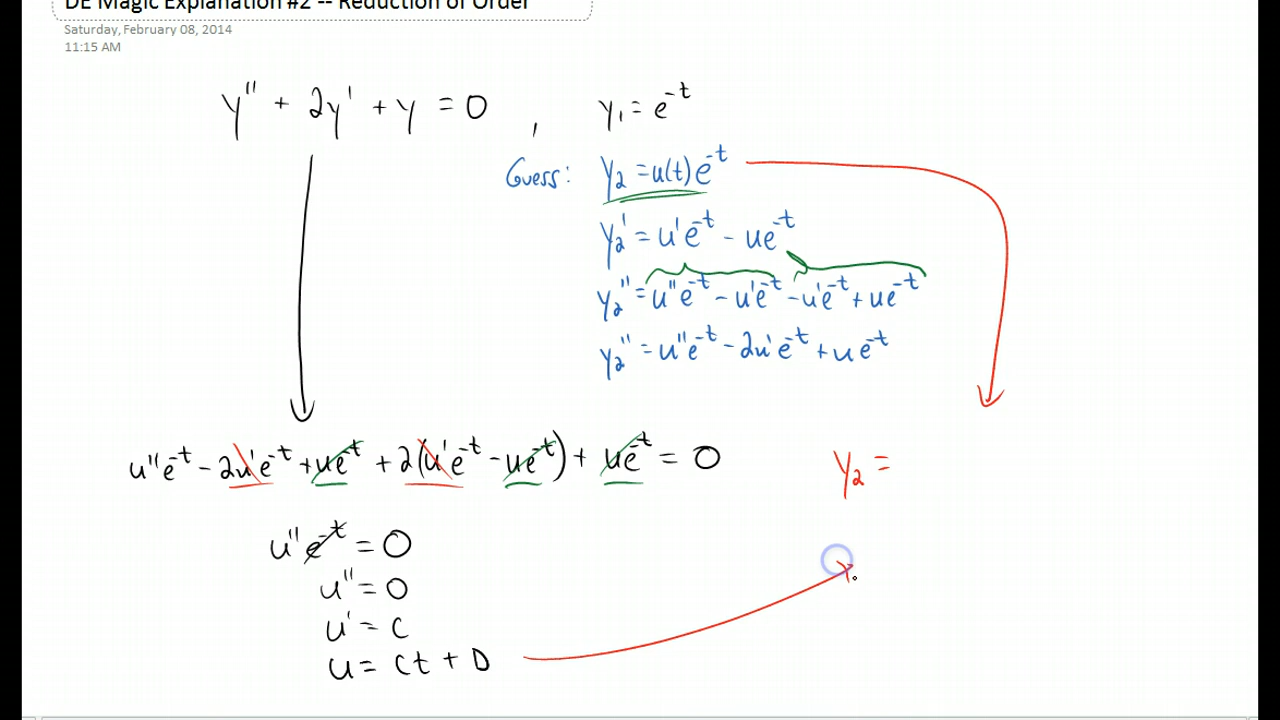 DE Magic Explanation #2 -- Reduction of Order
Saturday, February 08, 2014
11:15 AM
y'' + 2y' + y = 0 , y₁ = e^-t
Guess: y₂ = u(t)e^-t
y₂' = u'e^-t - ue^-t
y₂'' = u''e^-t - u'e^-t - u'e^-t + ue^-t
y₂'' = u''e^-t - 2u'e^-t + ue^-t
u''e^-t - 2u'e^-t + ue^-t + 2(u'e^-t - ue^-t) + ue^-t = 0
y₂ =
u''e^-t = 0
u'' = 0
u' = C
u = Ct + D